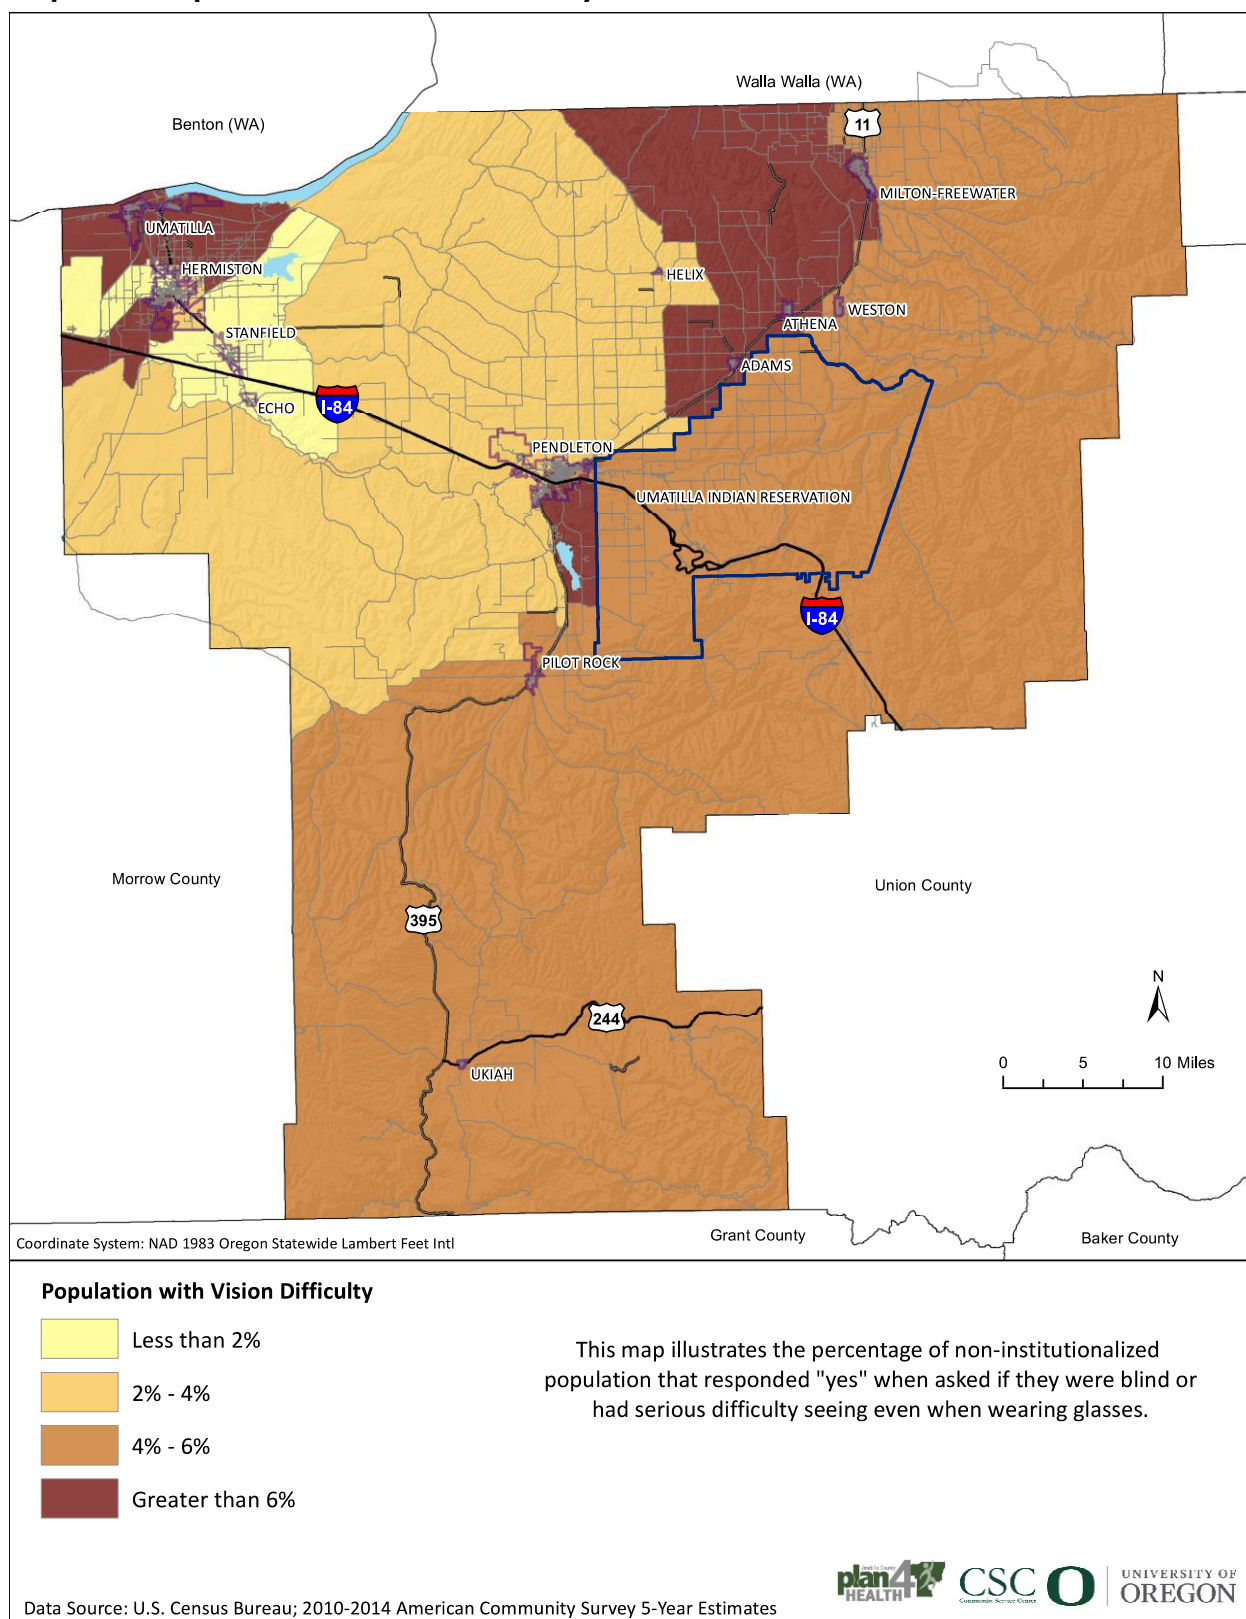 Walla Walla (WA)
Benton (WA)
11
MILTON-FREEWATER
UMATILLA
HERMISTON
HELIX
WESTON
STANFIELD
ATHENA
ADAMS
I-84
ECHO
PENDLETON
UMATILLA INDIAN RESERVATION
I-84
PILOT ROCK
Morrow County
Union County
395
N
244
0 5 10 Miles
UKIAH
Grant County
Baker County
Coordinate System: NAD 1983 Oregon Statewide Lambert Feet Intl
Population with Vision Difficulty
Less than 2%
2% - 4%
4% - 6%
Greater than 6%
This map illustrates the percentage of non-institutionalized
population that responded "yes" when asked if they were blind or
had serious difficulty seeing even when wearing glasses.
plan4
HEALTH
CSC
Community Service Center
UNIVERSITY OF
OREGON
Data Source: U.S. Census Bureau; 2010-2014 American Community Survey 5-Year Estimates